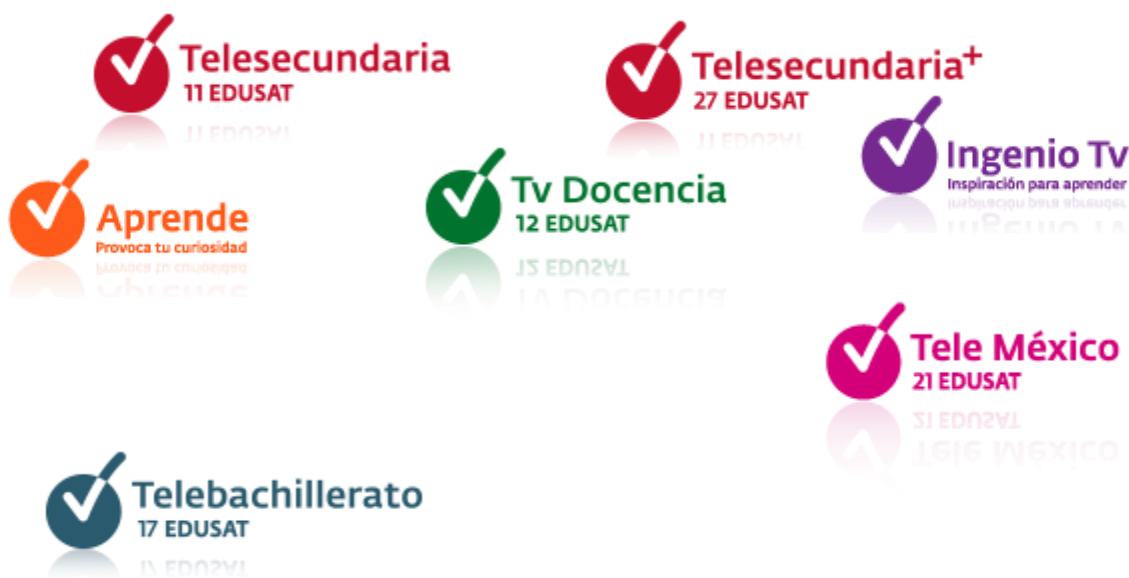 Telesecundaria
11 EDUSAT
Telesecundaria+
27 EDUSAT
Ingenio Tv
Inspiración para aprender
Aprende
Provoca tu curiosidad
Tv Docencia
12 EDUSAT
Tele México
21 EDUSAT
Telebachillerato
17 EDUSAT